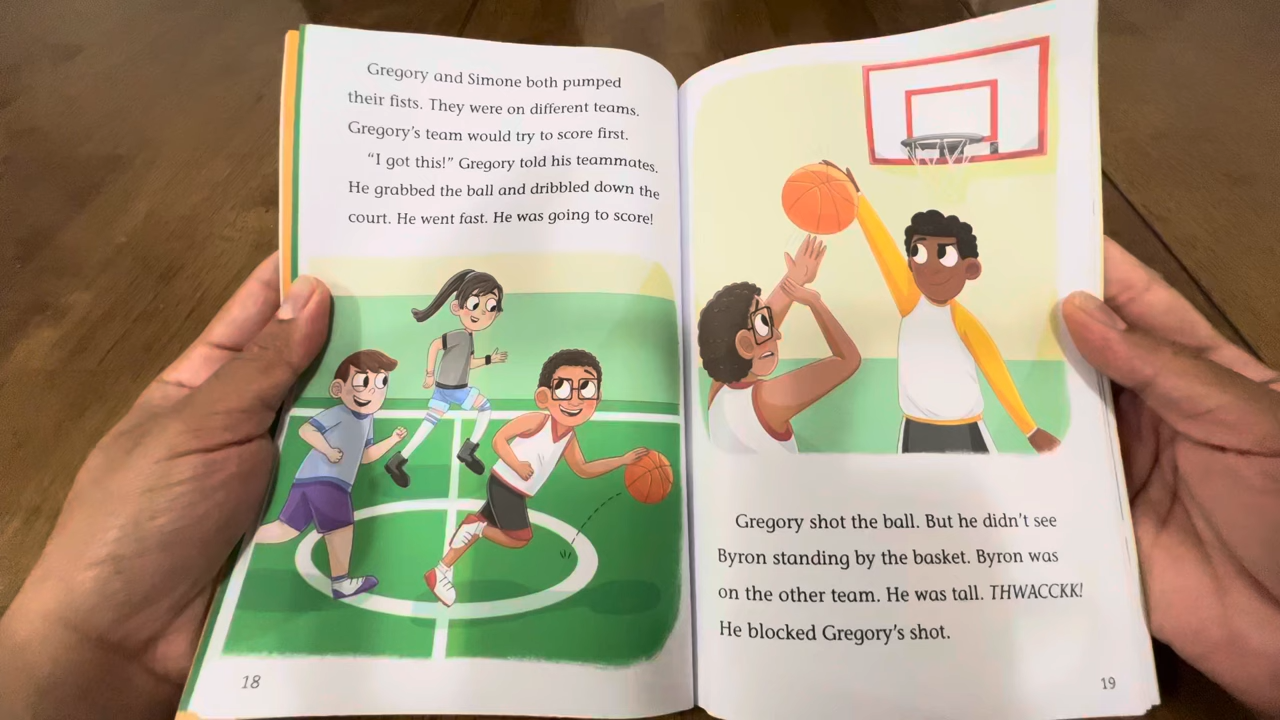 Gregory and Simone both pumped
their fists. They were on different teams.
Gregory's team would try to score first.
"I got this!" Gregory told his teammates.
He grabbed the ball and dribbled down the
court. He went fast. He was going to score!
18
Gregory shot the ball. But he didn't see
Byron standing by the basket. Byron was
on the other team. He was tall. THWACCKK!
He blocked Gregory's shot.
19